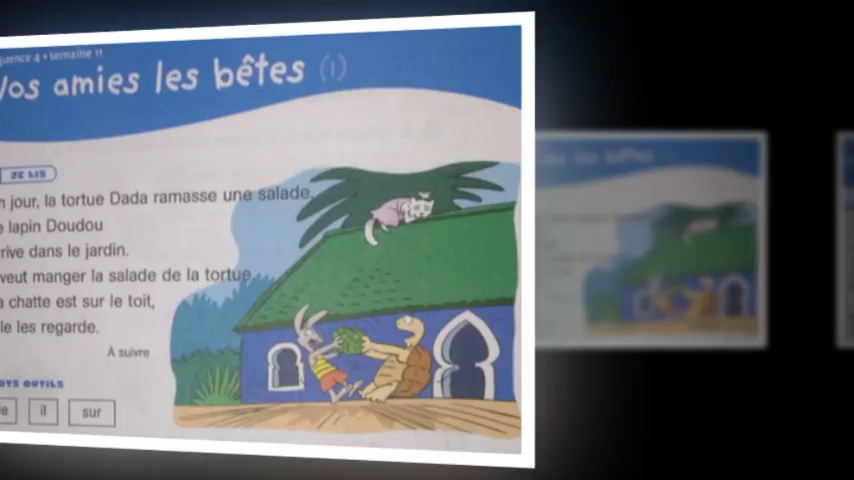 quence 4 • semaine 11
os amies les bêtes (1)
JE LIS
n jour, la tortue Dada ramasse une salade.
e lapin Doudou
rive dans le jardin.
veut manger la salade de la tortue.
a chatte est sur le toit,
le les regarde.
À suivre
OTS OUTILS
le il sur